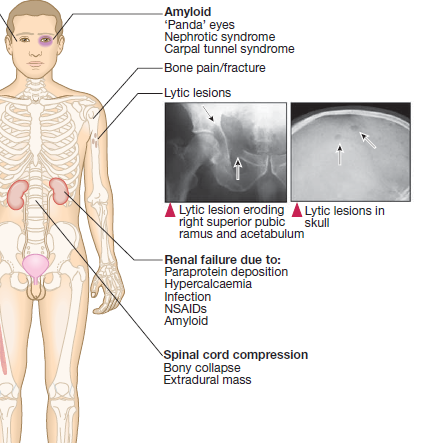 Amyloid
‘Panda’ eyes
Nephrotic syndrome
Carpal tunnel syndrome
Bone pain/fracture
Lytic lesions
Lytic lesion eroding
right superior pubic
ramus and acetabulum
Lytic lesions in
skull
Renal failure due to:
Paraprotein deposition
Hypercalcaemia
Infection
NSAIDs
Amyloid
Spinal cord compression
Bony collapse
Extradural mass